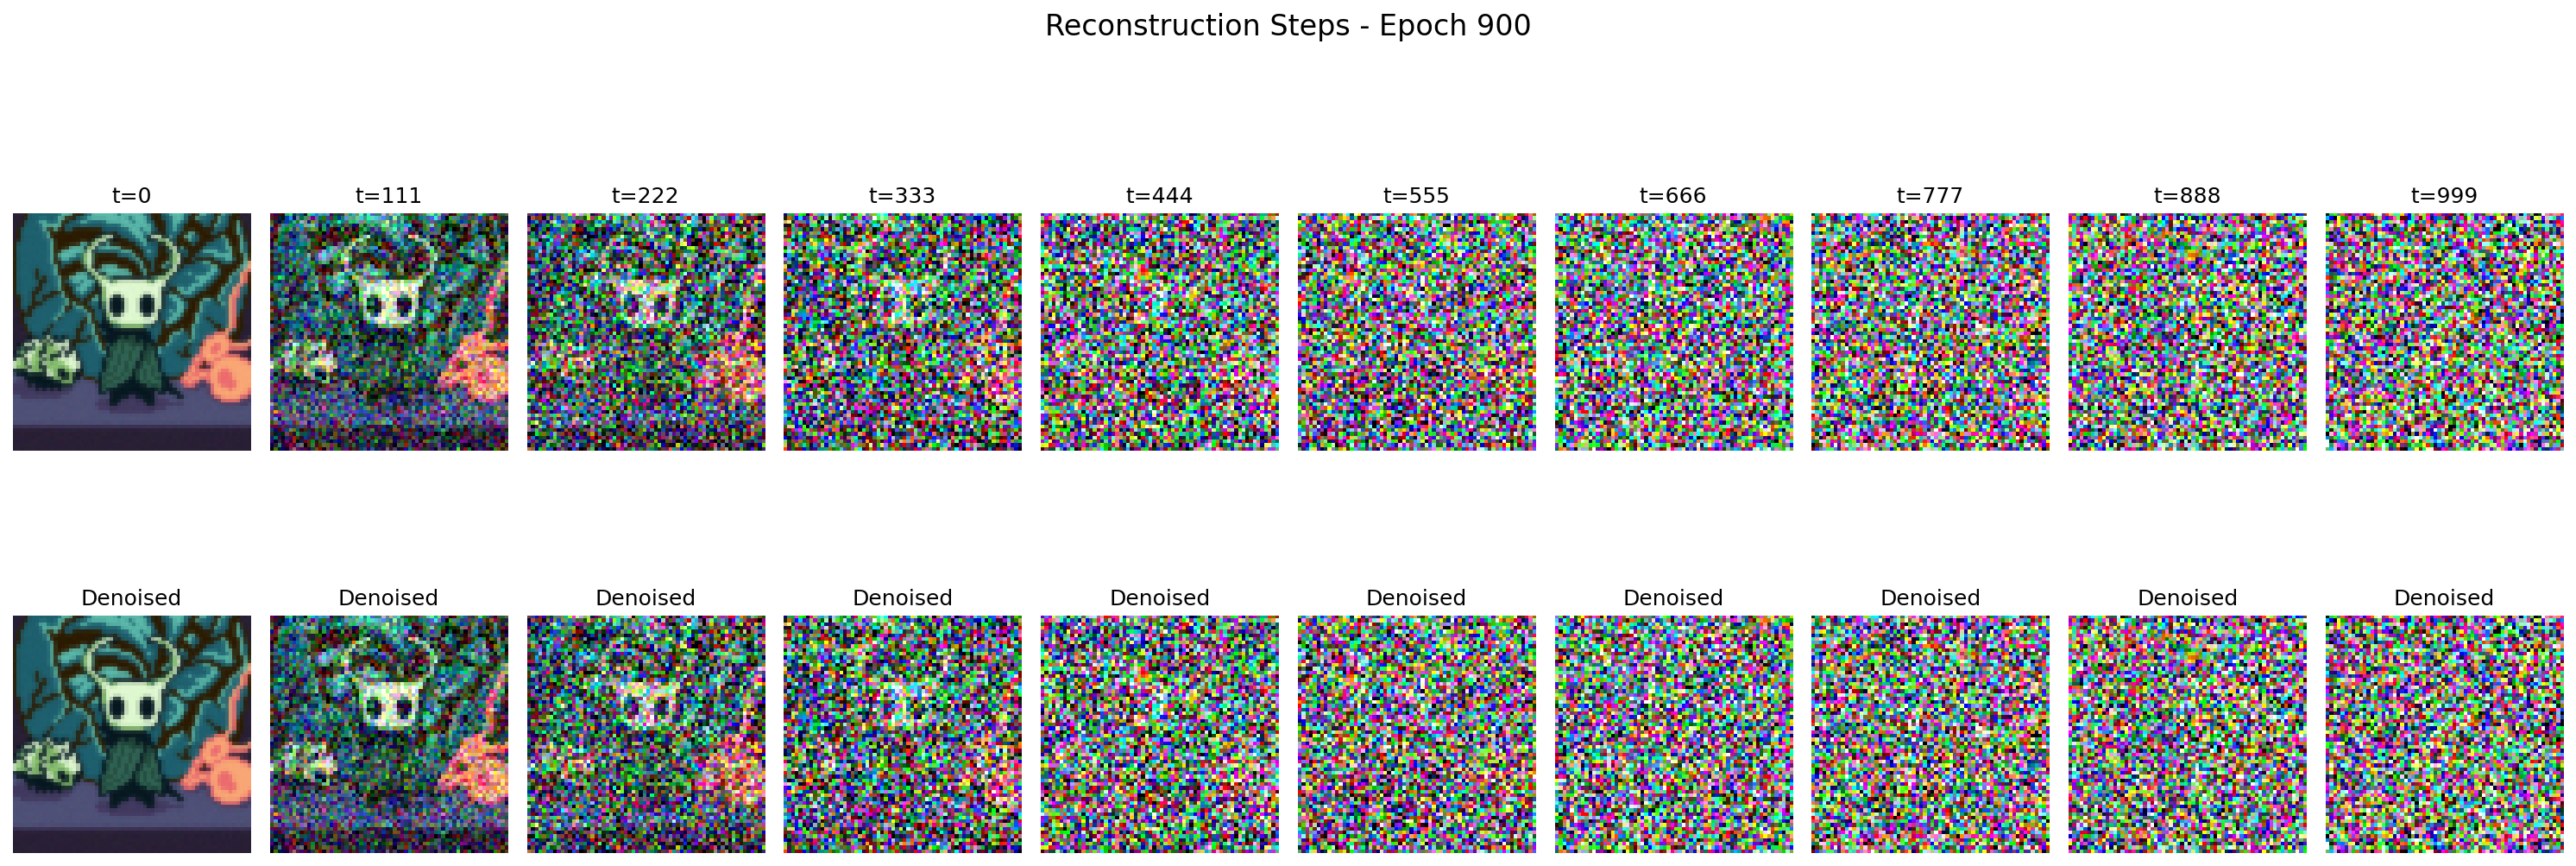 Reconstruction Steps - Epoch 900
t=0 t=111 t=222 t=333 t=444 t=555 t=666 t=777 t=888 t=999
Denoised Denoised Denoised Denoised Denoised Denoised Denoised Denoised Denoised Denoised